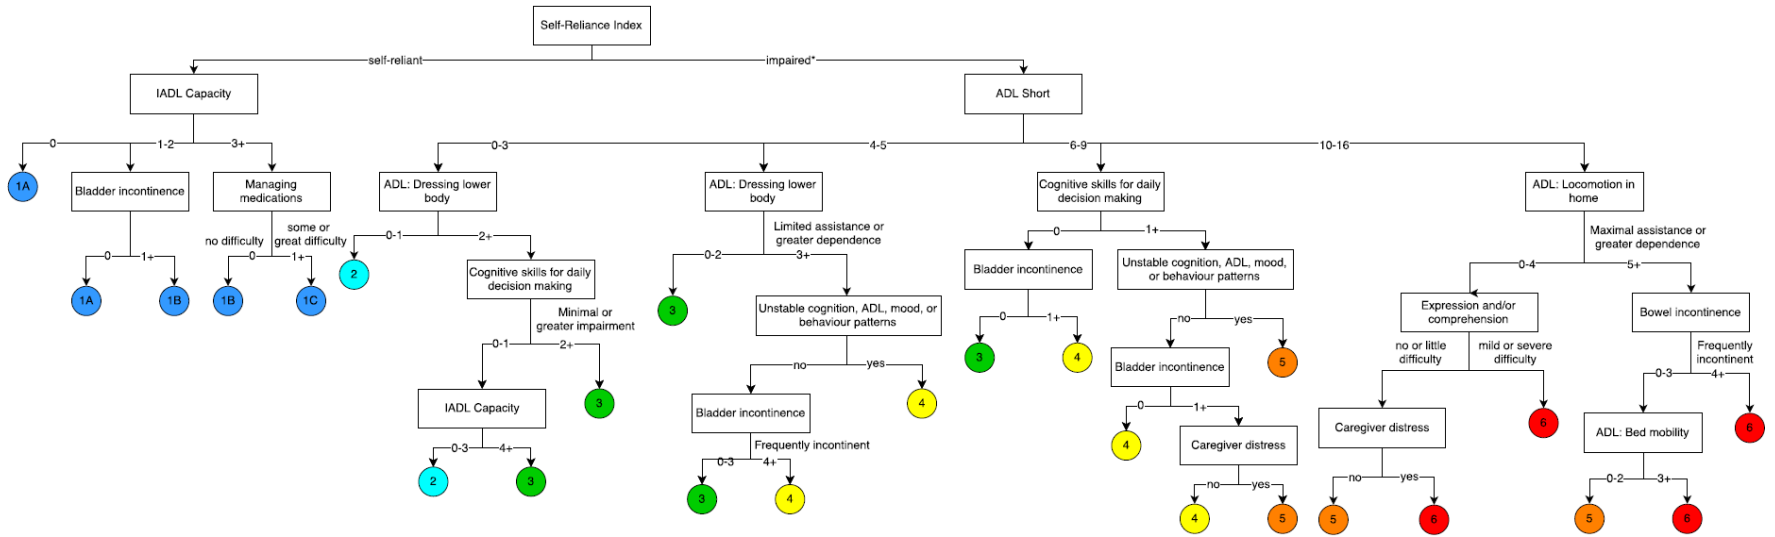 Self-Reliance Index
self-reliant
impaired*
IADL Capacity
ADL Short
0
1-2
3+
0-3
4-5
6-9
10-16
1A
Bladder incontinence
Managing
medications
ADL: Dressing lower
body
ADL: Dressing lower
body
Cognitive skills for daily
decision making
ADL: Locomotion in
home
no difficulty
some or
great difficulty
0
1+
0
1+
1A
1B
1B
1C
0-1
2+
2
Cognitive skills for daily
decision making
Minimal or
greater impairment
0-1
2+
IADL Capacity
3
0-3
4+
2
3
Limited assistance or
greater dependence
0-2
3+
3
Unstable cognition, ADL, mood, or
behaviour patterns
no
yes
Bladder incontinence
4
Frequently incontinent
0-3
4+
3
4
0
1+
Bladder incontinence
Unstable cognition, ADL, mood,
or behaviour patterns
0
1+
3
4
no
yes
Bladder incontinence
5
0
1+
4
Caregiver distress
no
yes
4
5
Maximal assistance or
greater dependence
0-4
5+
Expression and/or
comprehension
Bowel incontinence
no or little
difficulty
mild or severe
difficulty
Caregiver distress
6
no
yes
5
6
Frequently
incontinent
0-3
4+
ADL: Bed mobility
6
0-2
3+
5
6